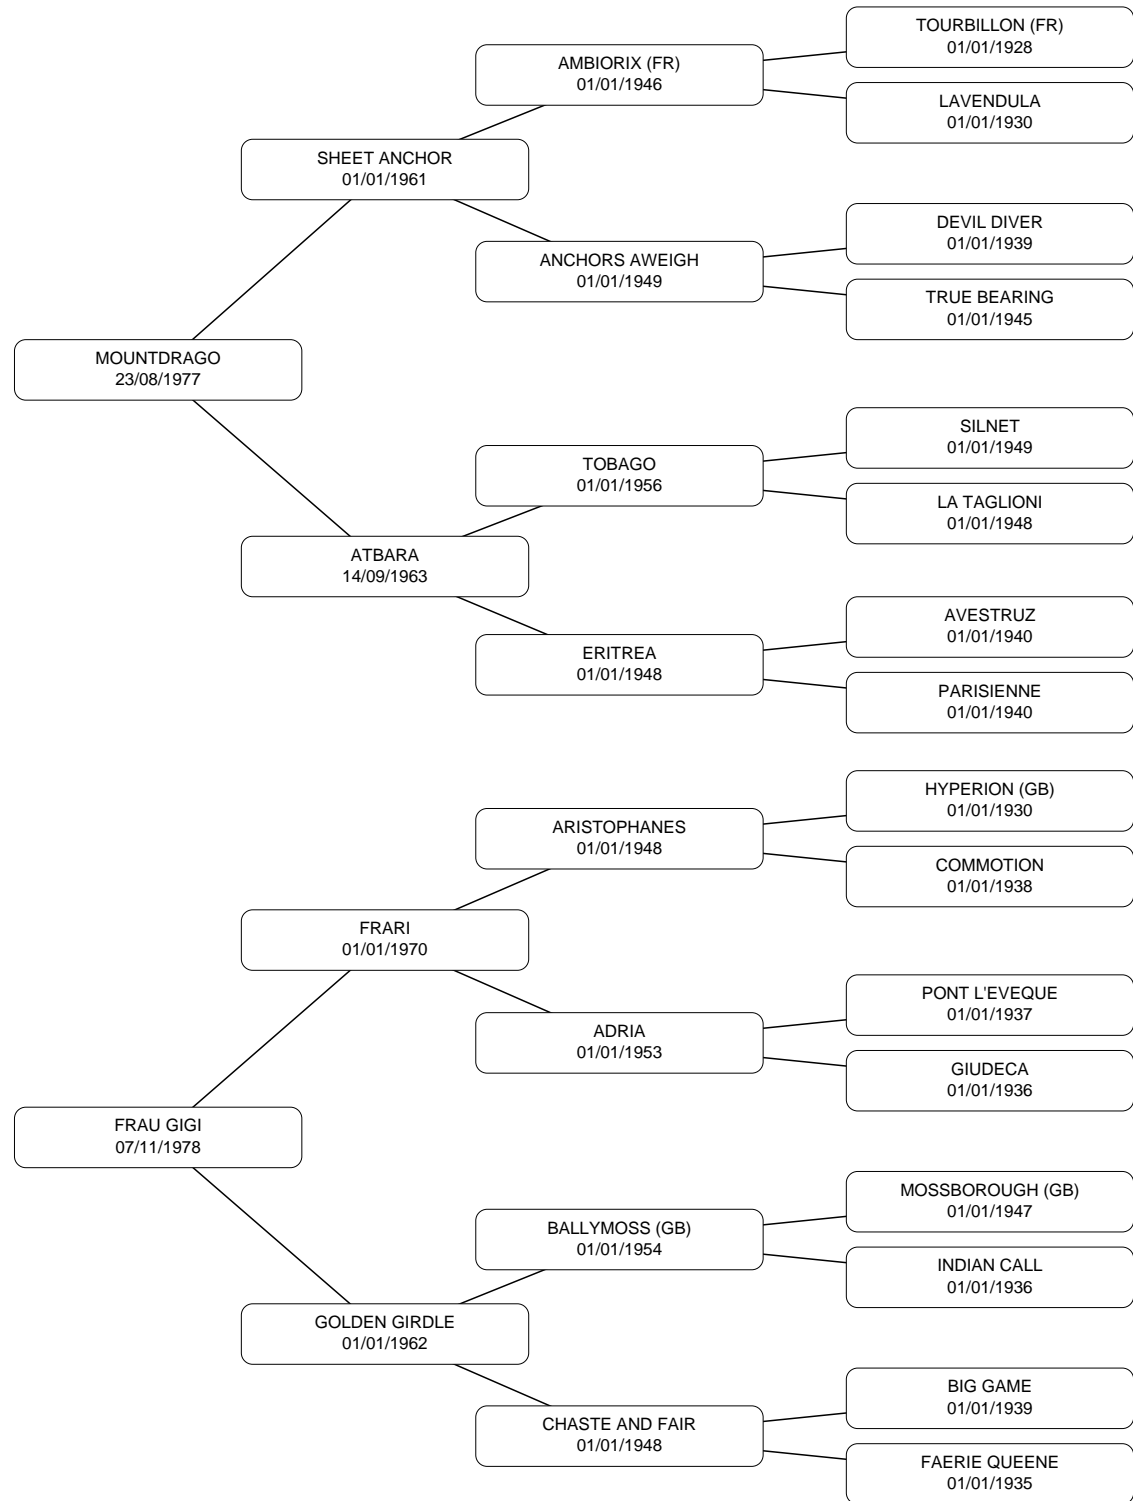 TOURBILLON (FR)
01/01/1928
AMBIORIX (FR)
01/01/1946
LAVENDULA
01/01/1930
SHEET ANCHOR
01/01/1961
DEVIL DIVER
01/01/1939
ANCHORS AWEIGH
01/01/1949
TRUE BEARING
01/01/1945
MOUNTDRAGO
23/08/1977
SILNET
01/01/1949
TOBAGO
01/01/1956
LA TAGLIONI
01/01/1948
ATBARA
14/09/1963
AVESTRUZ
01/01/1940
ERITREA
01/01/1948
PARISIENNE
01/01/1940
HYPERION (GB)
01/01/1930
ARISTOPHANES
01/01/1948
COMMOTION
01/01/1938
FRARI
01/01/1970
PONT L'EVEQUE
01/01/1937
ADRIA
01/01/1953
GIUDECA
01/01/1936
FRAU GIGI
07/11/1978
MOSSBOROUGH (GB)
01/01/1947
BALLYMOSS (GB)
01/01/1954
INDIAN CALL
01/01/1936
GOLDEN GIRDLE
01/01/1962
BIG GAME
01/01/1939
CHASTE AND FAIR
01/01/1948
FAERIE QUEENE
01/01/1935